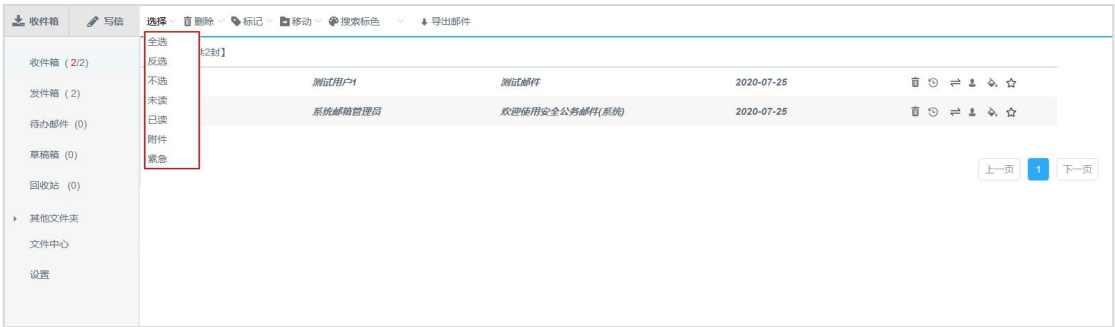 收件箱 写信 选择 删除 标记 移动 搜索标色 导出邮件
全选
共2封】
收件箱 ( 2/2)
反选
不选
测试用户1 测试邮件 2020-07-25
发件箱 ( 2)
未读
系统邮箱管理员 欢迎使用安全公务邮件(系统) 2020-07-25
待办邮件 (0)
已读
附件
草稿箱 (0)
紧急
上一页 1 下一页
回收站 (0)
其他文件夹
文件中心
设置